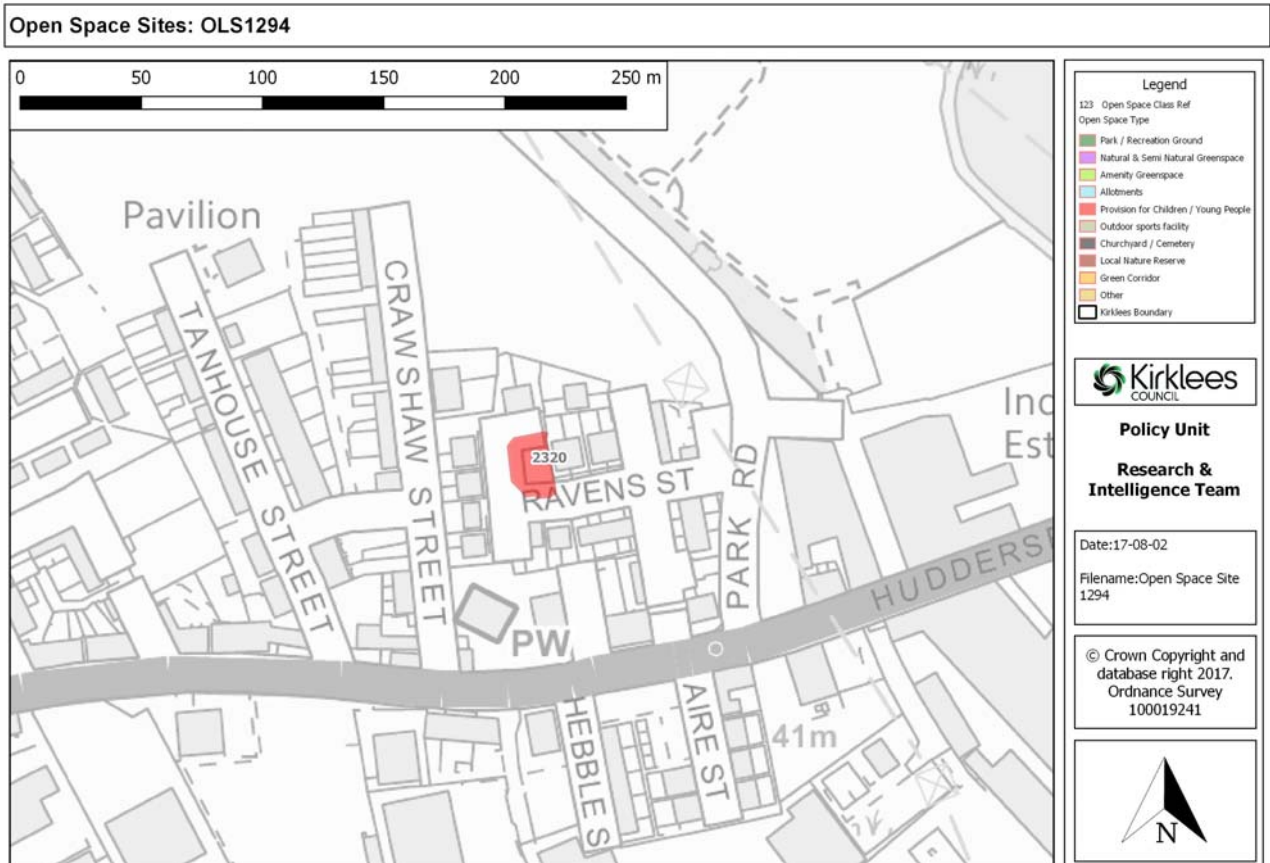 Open Space Sites: OLS1294
0 50 100 150 200 250 m
Pavilion
TANHOUSE STREET
CRAWSHAW STREET
2320
RAVENS ST
PARK RD
Ind
Est
HUDDERSF
PW
HEBBLE S
AIRE ST
41m
Legend
123 Open Space Class Ref
Open Space Type
Park / Recreation Ground
Natural & Semi Natural Greenspace
Amenity Greenspace
Allotments
Provision for Children / Young People
Outdoor sports facility
Churchyard / Cemetery
Local Nature Reserve
Green Corridor
Other
Kirklees Boundary
Kirklees
COUNCIL
Policy Unit
Research &
Intelligence Team
Date:17-08-02
Filename:Open Space Site
1294
© Crown Copyright and
database right 2017.
Ordnance Survey
100019241
N